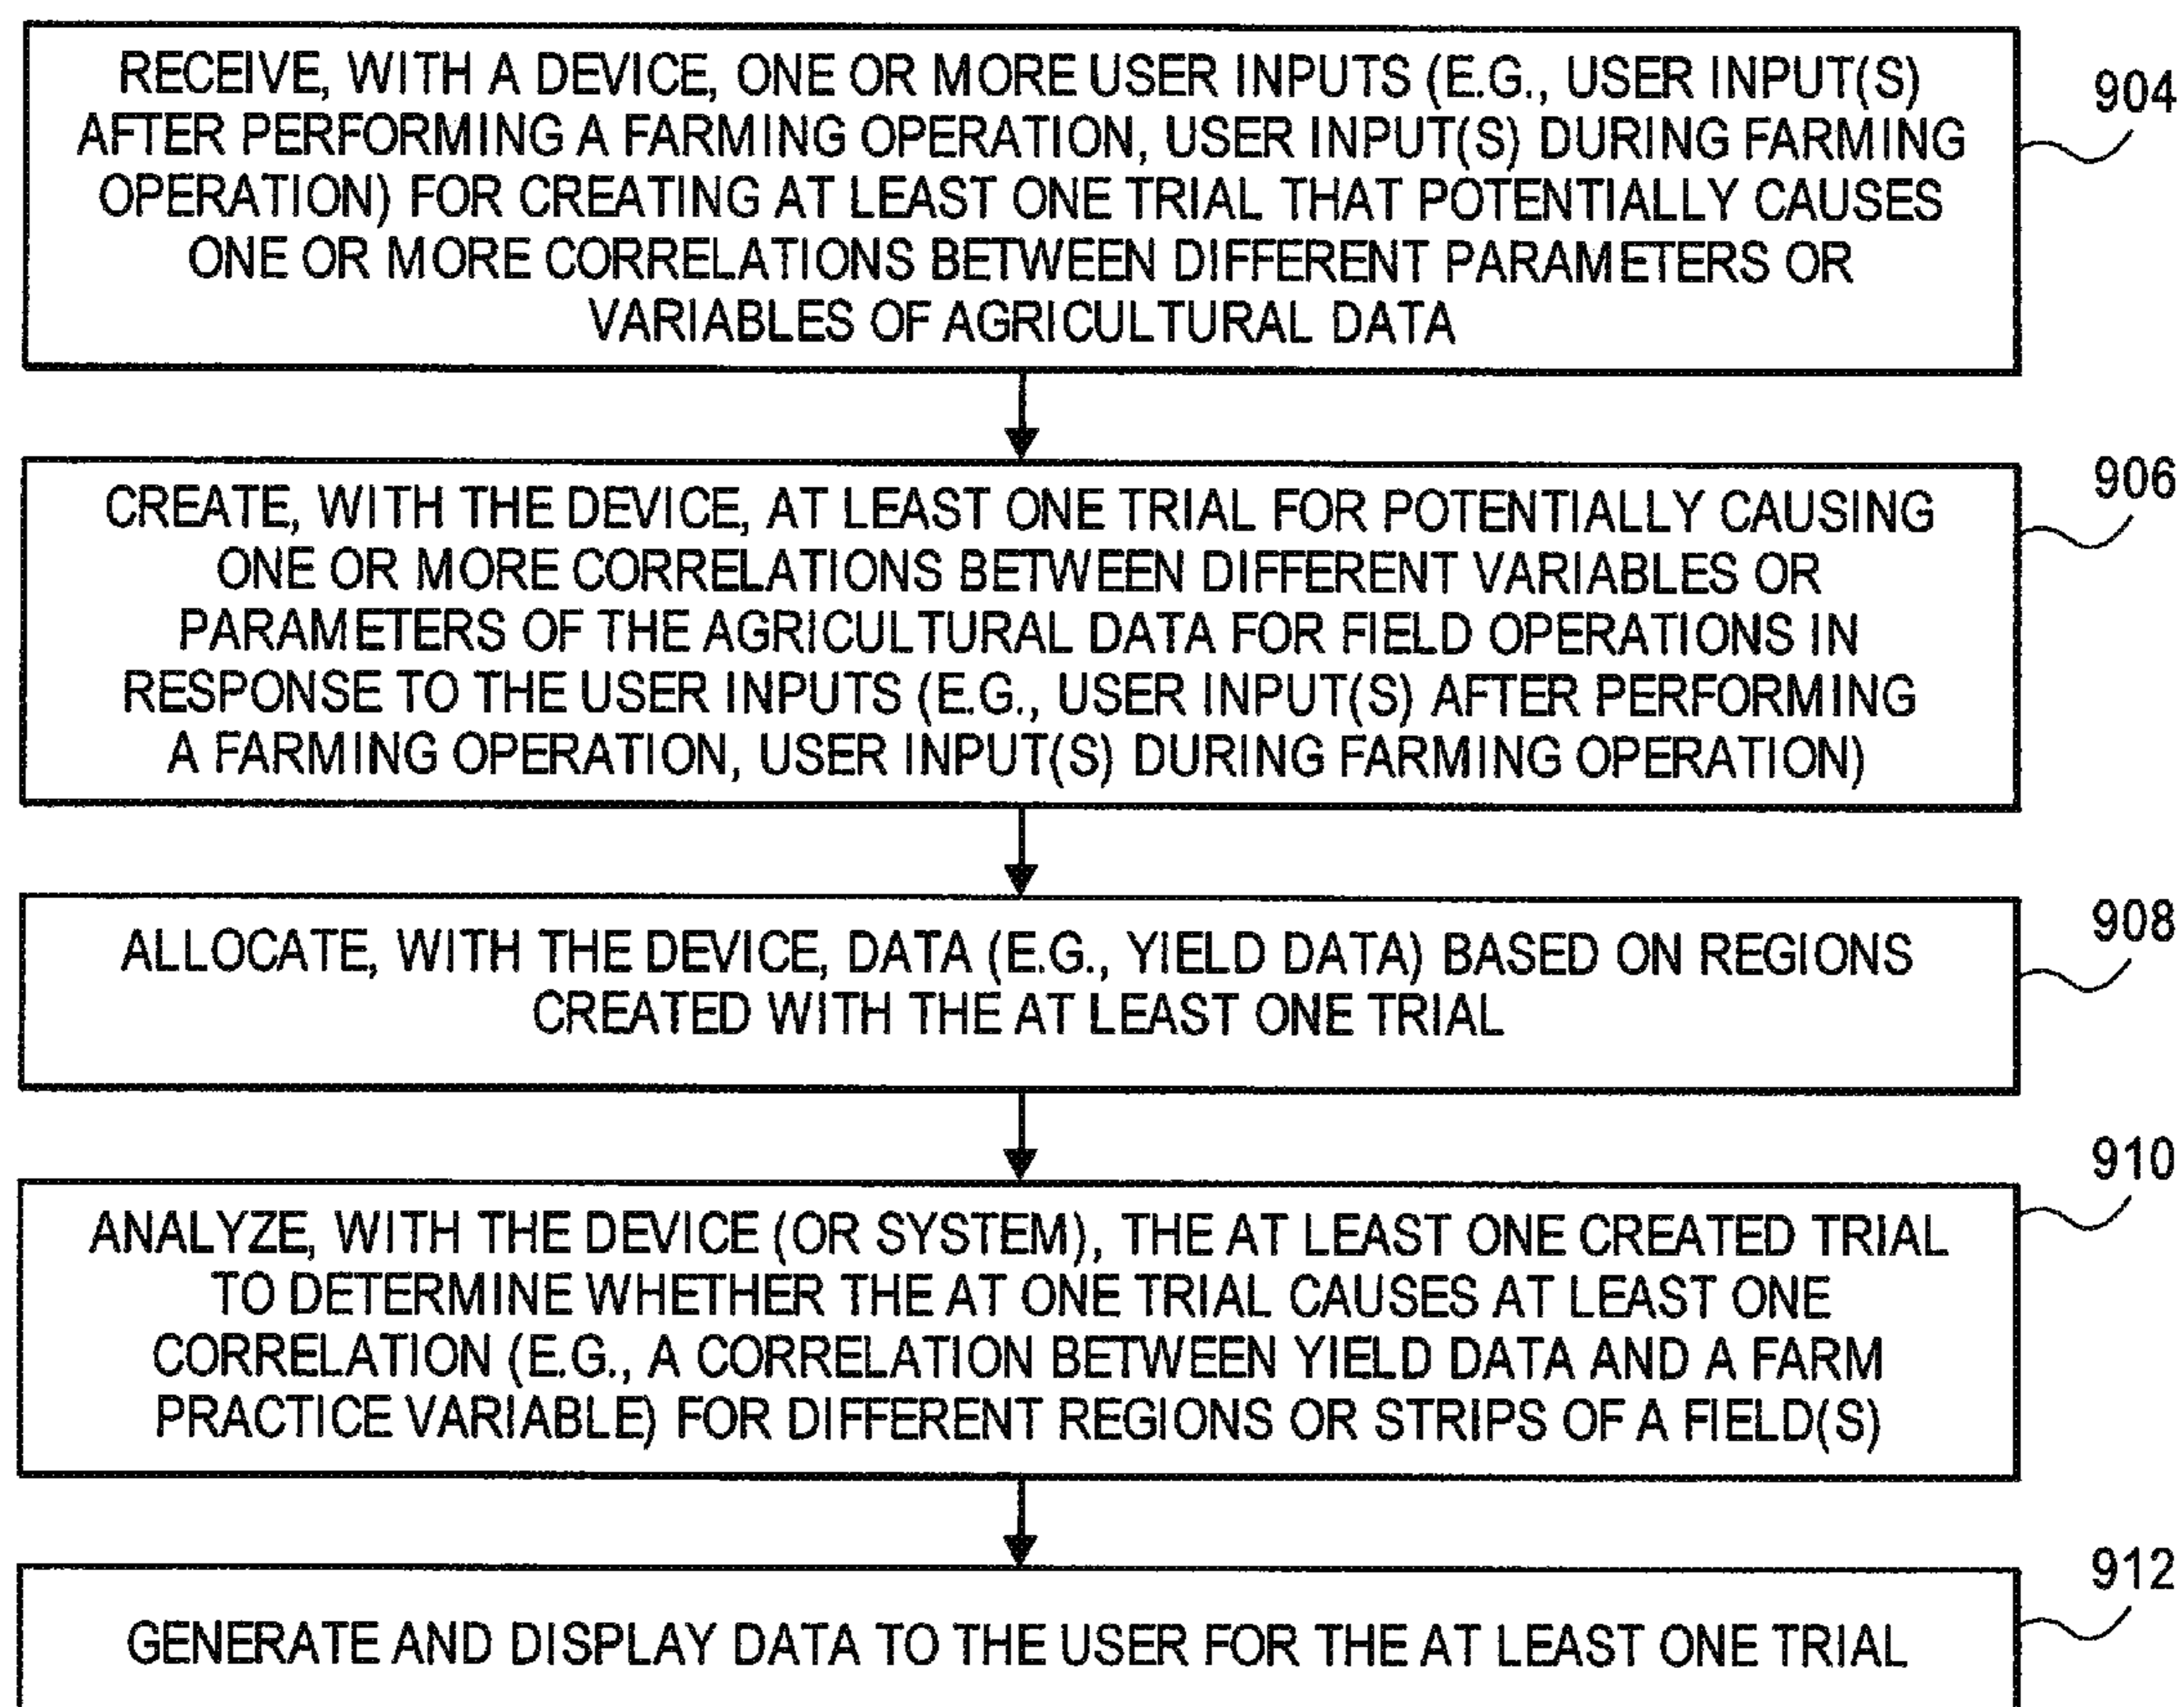 RECEIVE, WITH A DEVICE, ONE OR MORE USER INPUTS (E.G., USER INPUT(S)
AFTER PERFORMING A FARMING OPERATION, USER INPUT(S) DURING FARMING
OPERATION) FOR CREATING AT LEAST ONE TRIAL THAT POTENTIALLY CAUSES
ONE OR MORE CORRELATIONS BETWEEN DIFFERENT PARAMETERS OR
VARIABLES OF AGRICULTURAL DATA
904
CREATE, WITH THE DEVICE, AT LEAST ONE TRIAL FOR POTENTIALLY CAUSING
ONE OR MORE CORRELATIONS BETWEEN DIFFERENT VARIABLES OR
PARAMETERS OF THE AGRICULTURAL DATA FOR FIELD OPERATIONS IN
RESPONSE TO THE USER INPUTS (E.G., USER INPUT(S) AFTER PERFORMING
A FARMING OPERATION, USER INPUT(S) DURING FARMING OPERATION)
906
ALLOCATE, WITH THE DEVICE, DATA (E.G., YIELD DATA) BASED ON REGIONS
CREATED WITH THE AT LEAST ONE TRIAL
908
ANALYZE, WITH THE DEVICE (OR SYSTEM), THE AT LEAST ONE CREATED TRIAL
TO DETERMINE WHETHER THE AT ONE TRIAL CAUSES AT LEAST ONE
CORRELATION (E.G., A CORRELATION BETWEEN YIELD DATA AND A FARM
PRACTICE VARIABLE) FOR DIFFERENT REGIONS OR STRIPS OF A FIELD(S)
910
GENERATE AND DISPLAY DATA TO THE USER FOR THE AT LEAST ONE TRIAL
912